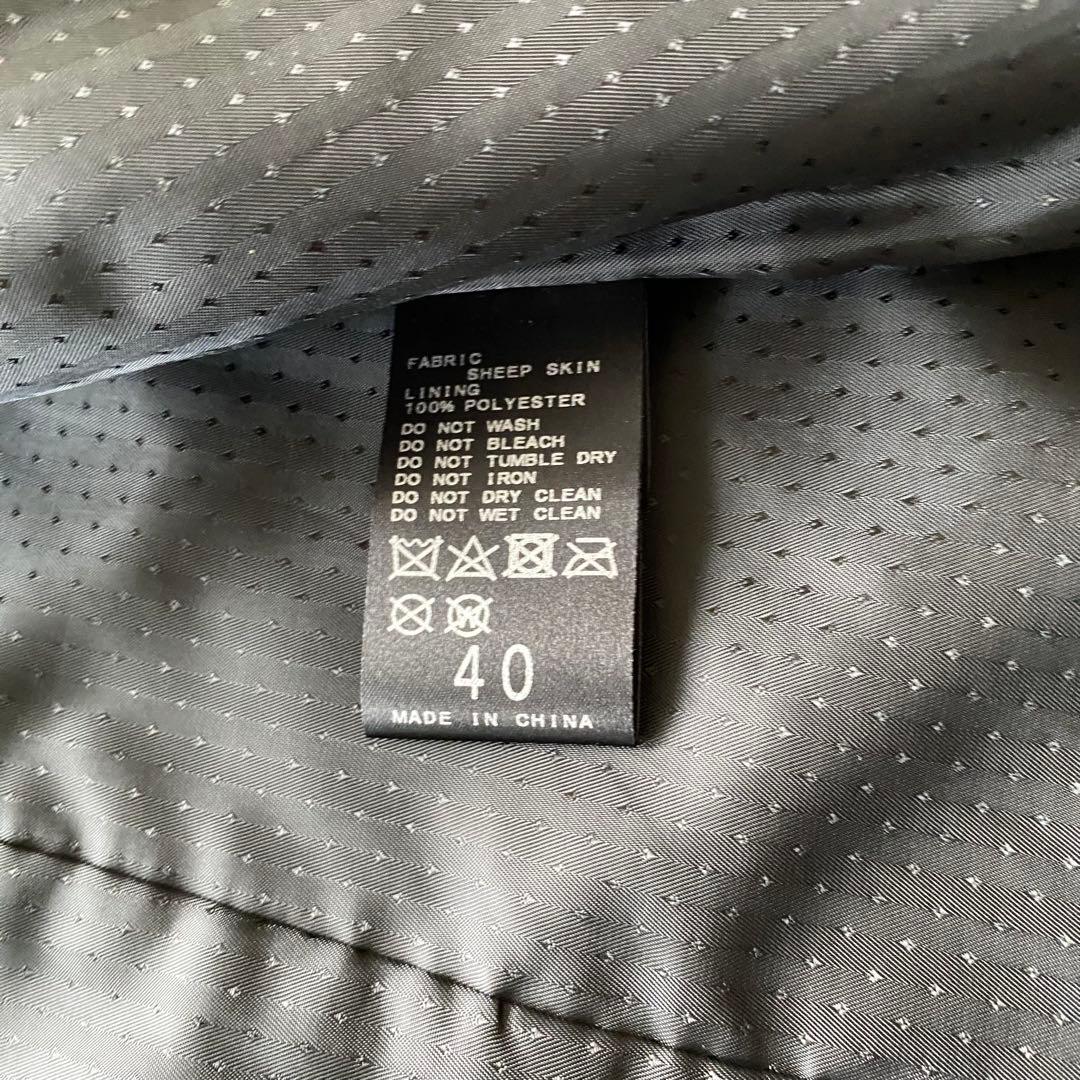 FABRIC
SHEEP SKIN
LINING
100% POLYESTER
DO NOT WASH
DO NOT BLEACH
DO NOT TUMBLE DRY
DO NOT IRON
DO NOT DRY CLEAN
DO NOT WET CLEAN
W
40
MADE IN CHINA